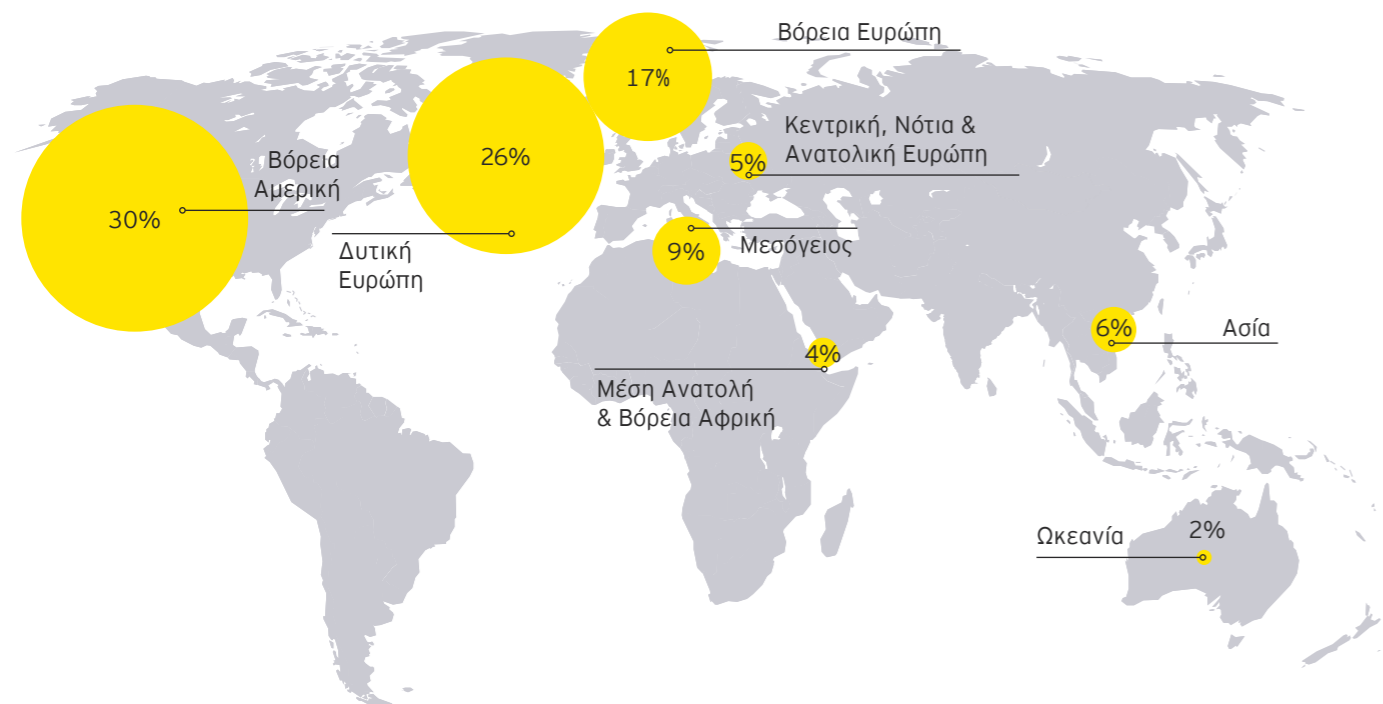 Βόρεια Ευρώπη
17%
Κεντρική, Νότια &
Ανατολική Ευρώπη
5%
26%
Βόρεια
Αμερική
30%
Δυτική
Ευρώπη
9%
Μεσόγειος
6%
Ασία
4%
Μέση Ανατολή
& Βόρεια Αφρική
2%
Ωκεανία